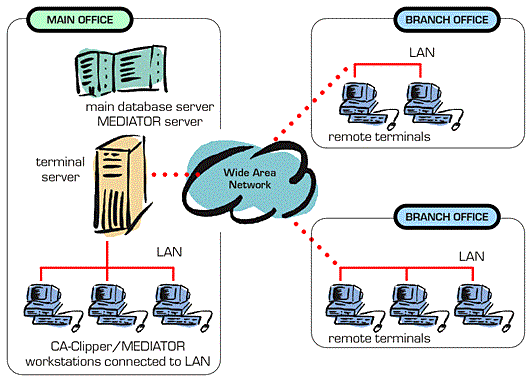 MAIN OFFICE
main database server
MEDIATOR server
terminal
server
LAN
CA-Clipper/MEDIATOR
workstations connected to LAN
Wide Area
Network
BRANCH OFFICE
LAN
remote terminals
BRANCH OFFICE
LAN
remote terminals